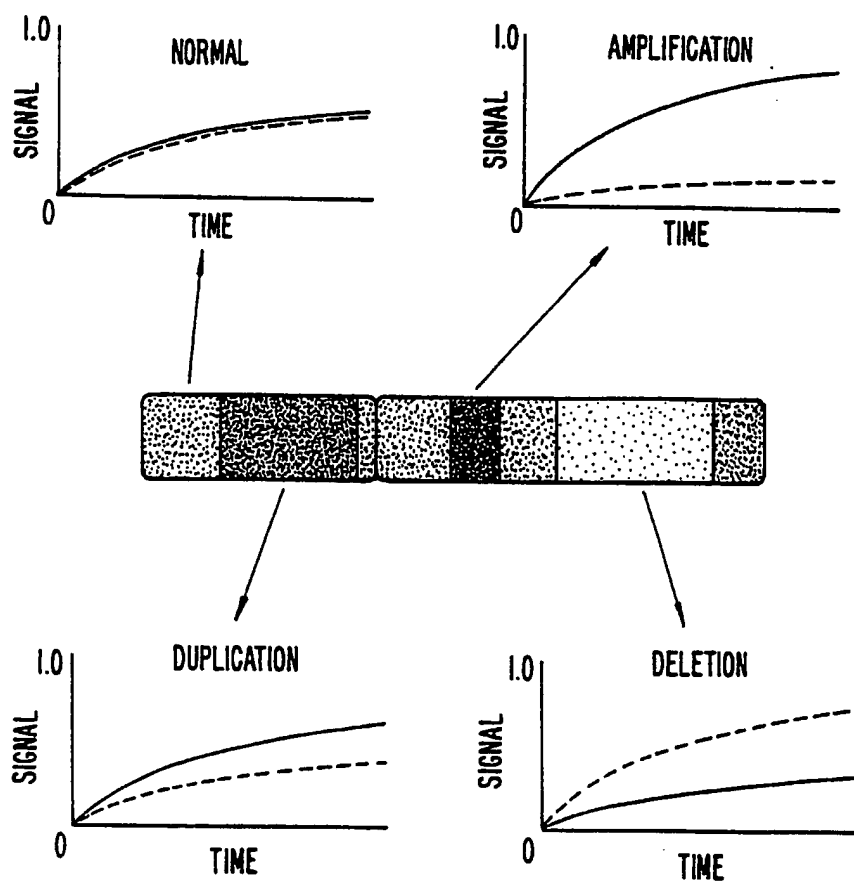 NORMAL
1.0
SIGNAL
0
TIME
AMPLIFICATION
1.0
SIGNAL
0
TIME
DUPLICATION
1.0
SIGNAL
0
TIME
DELETION
1.0
SIGNAL
0
TIME